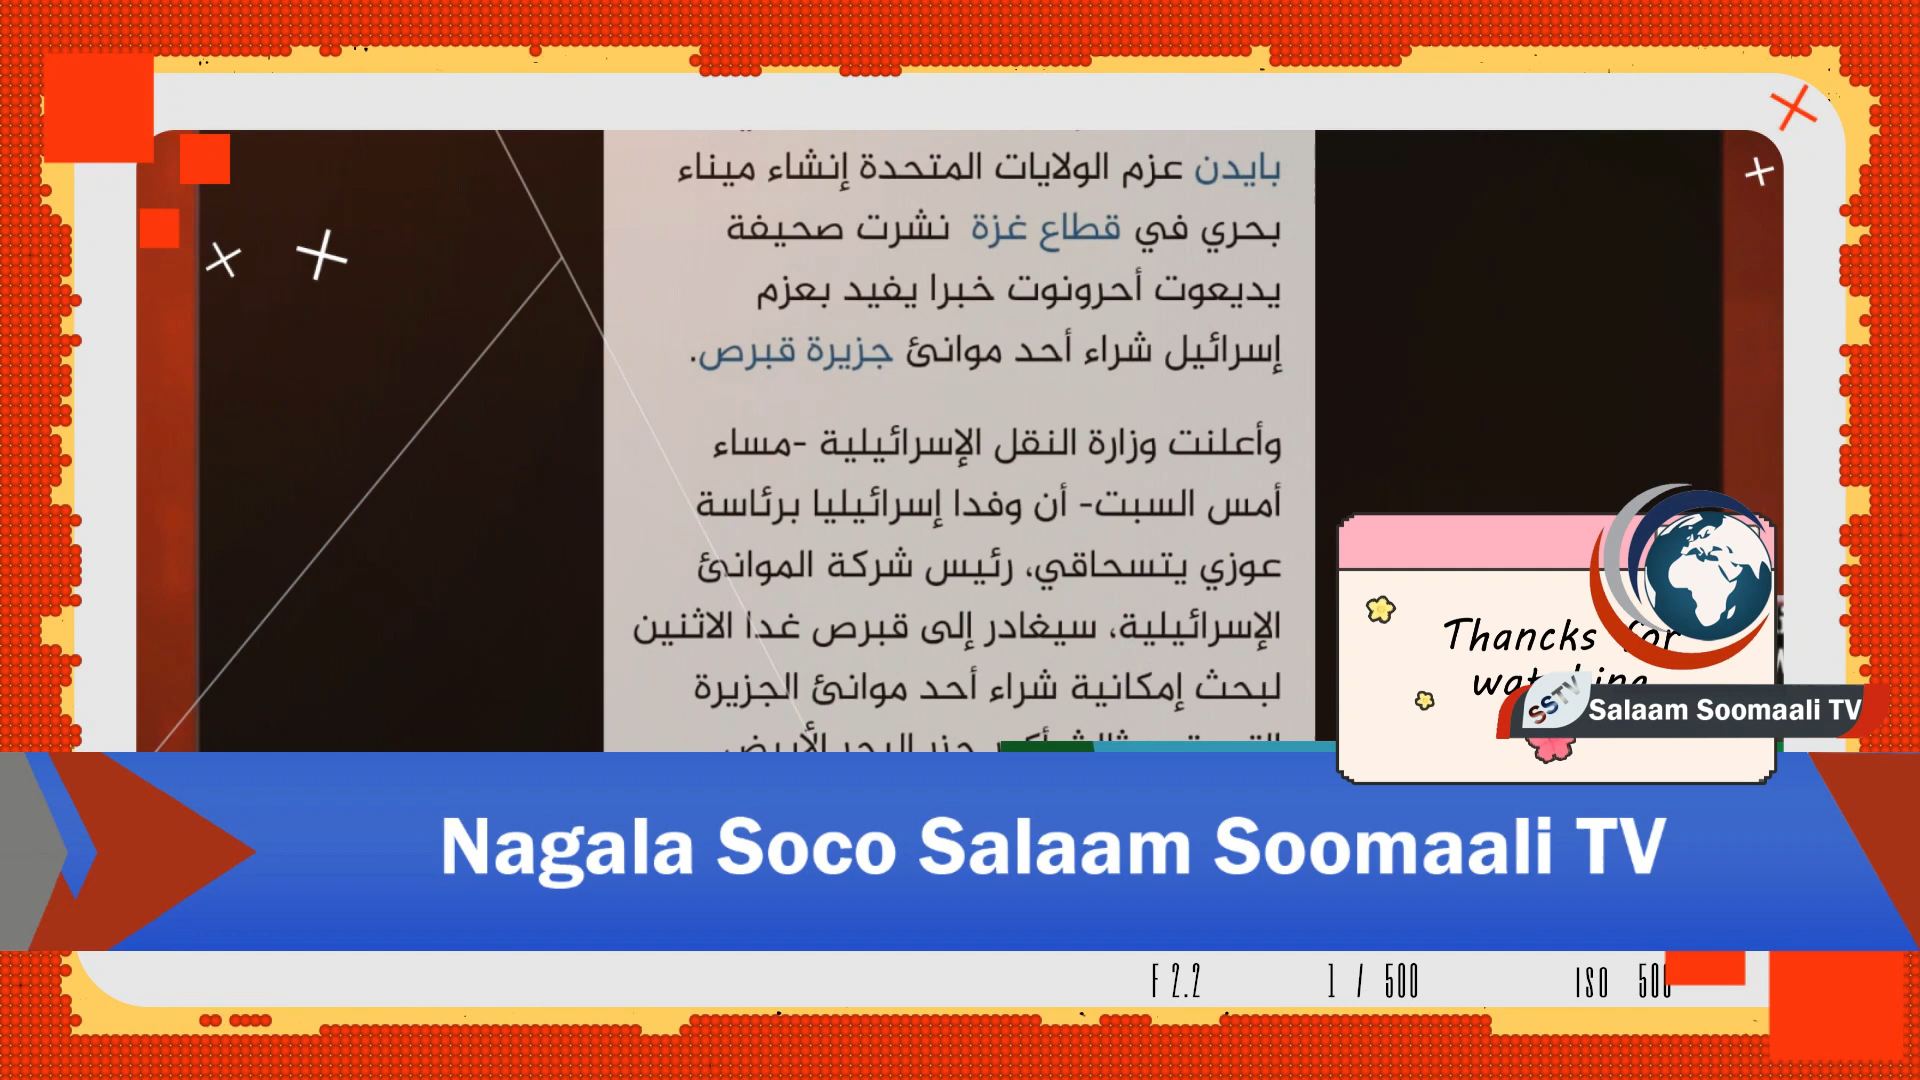 بايدن عزم الولايات المتحدة إنشاء ميناء
بحري في قطاع غزة نشرت صحيفة
يديعوت أحرونوت خبرا يفيد بعزم
إسرائيل شراء أحد موانئ جزيرة قبرص.
وأعلنت وزارة النقل الإسرائيلية -مساء
أمس السبت- أن وفدا إسرائيليا برئاسة
عوزي يتسحاقي، رئيس شركة الموانئ
الإسرائيلية، سيغادر إلى قبرص غدا الاثنين
لبحث إمكانية شراء أحد موانئ الجزيرة
Thancks for
SSTV
Salaam Soomaali TV
Nagala Soco Salaam Soomaali TV
F 2.2 1 / 500 ISO 500